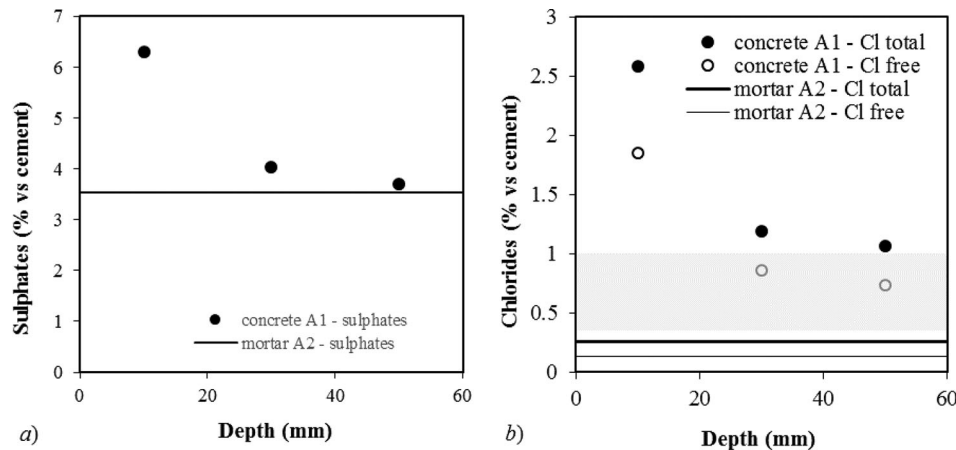 7
6
5
4
3
2
1
0
0
20
40
60
Sulphates (% vs cement)
Depth (mm)
concrete A1 - sulphates
mortar A2 - sulphates
a)
3
2.5
2
1.5
1
0.5
0
0
20
40
60
Chlorides (% vs cement)
Depth (mm)
concrete A1 - Cl total
concrete A1 - Cl free
mortar A2 - Cl total
mortar A2 - Cl free
b)